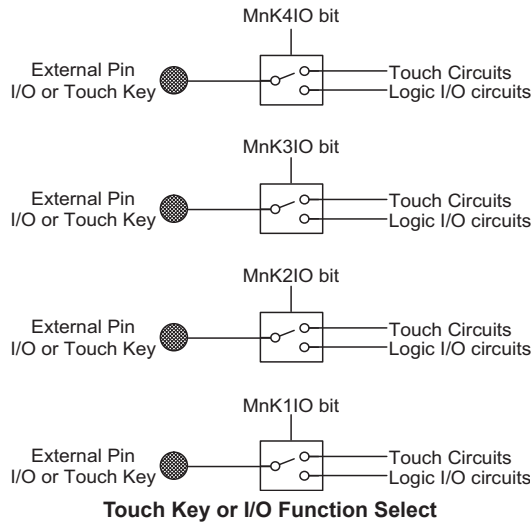 MnK4IO bit
External Pin
I/O or Touch Key
Touch Circuits
Logic I/O circuits
MnK3IO bit
External Pin
I/O or Touch Key
Touch Circuits
Logic I/O circuits
MnK2IO bit
External Pin
I/O or Touch Key
Touch Circuits
Logic I/O circuits
MnK1IO bit
External Pin
I/O or Touch Key
Touch Circuits
Logic I/O circuits
Touch Key or I/O Function Select